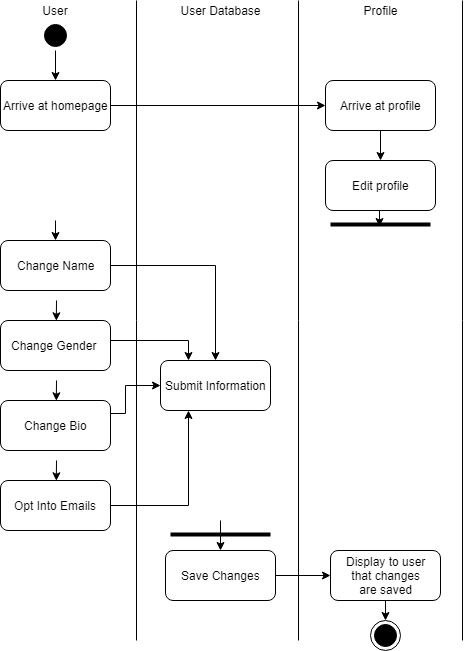 User
User Database
Profile
Arrive at homepage
Arrive at profile
Edit profile
Change Name
Change Gender
Submit Information
Change Bio
Opt Into Emails
Save Changes
Display to user
that changes
are saved